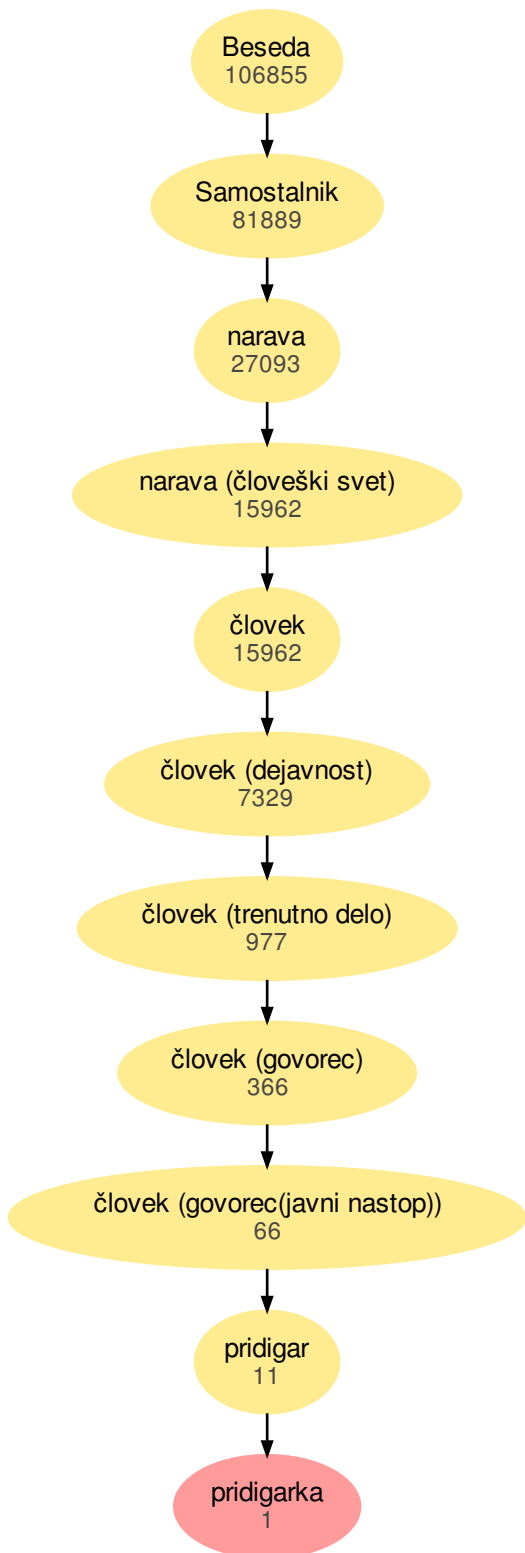 Beseda
106855
Samostalnik
81889
narava
27093
narava (človeški svet)
15962
človek
15962
človek (dejavnost)
7329
človek (trenutno delo)
977
človek (govorec)
366
človek (govorec(javni nastop))
66
pridigar
11
pridigarka
1